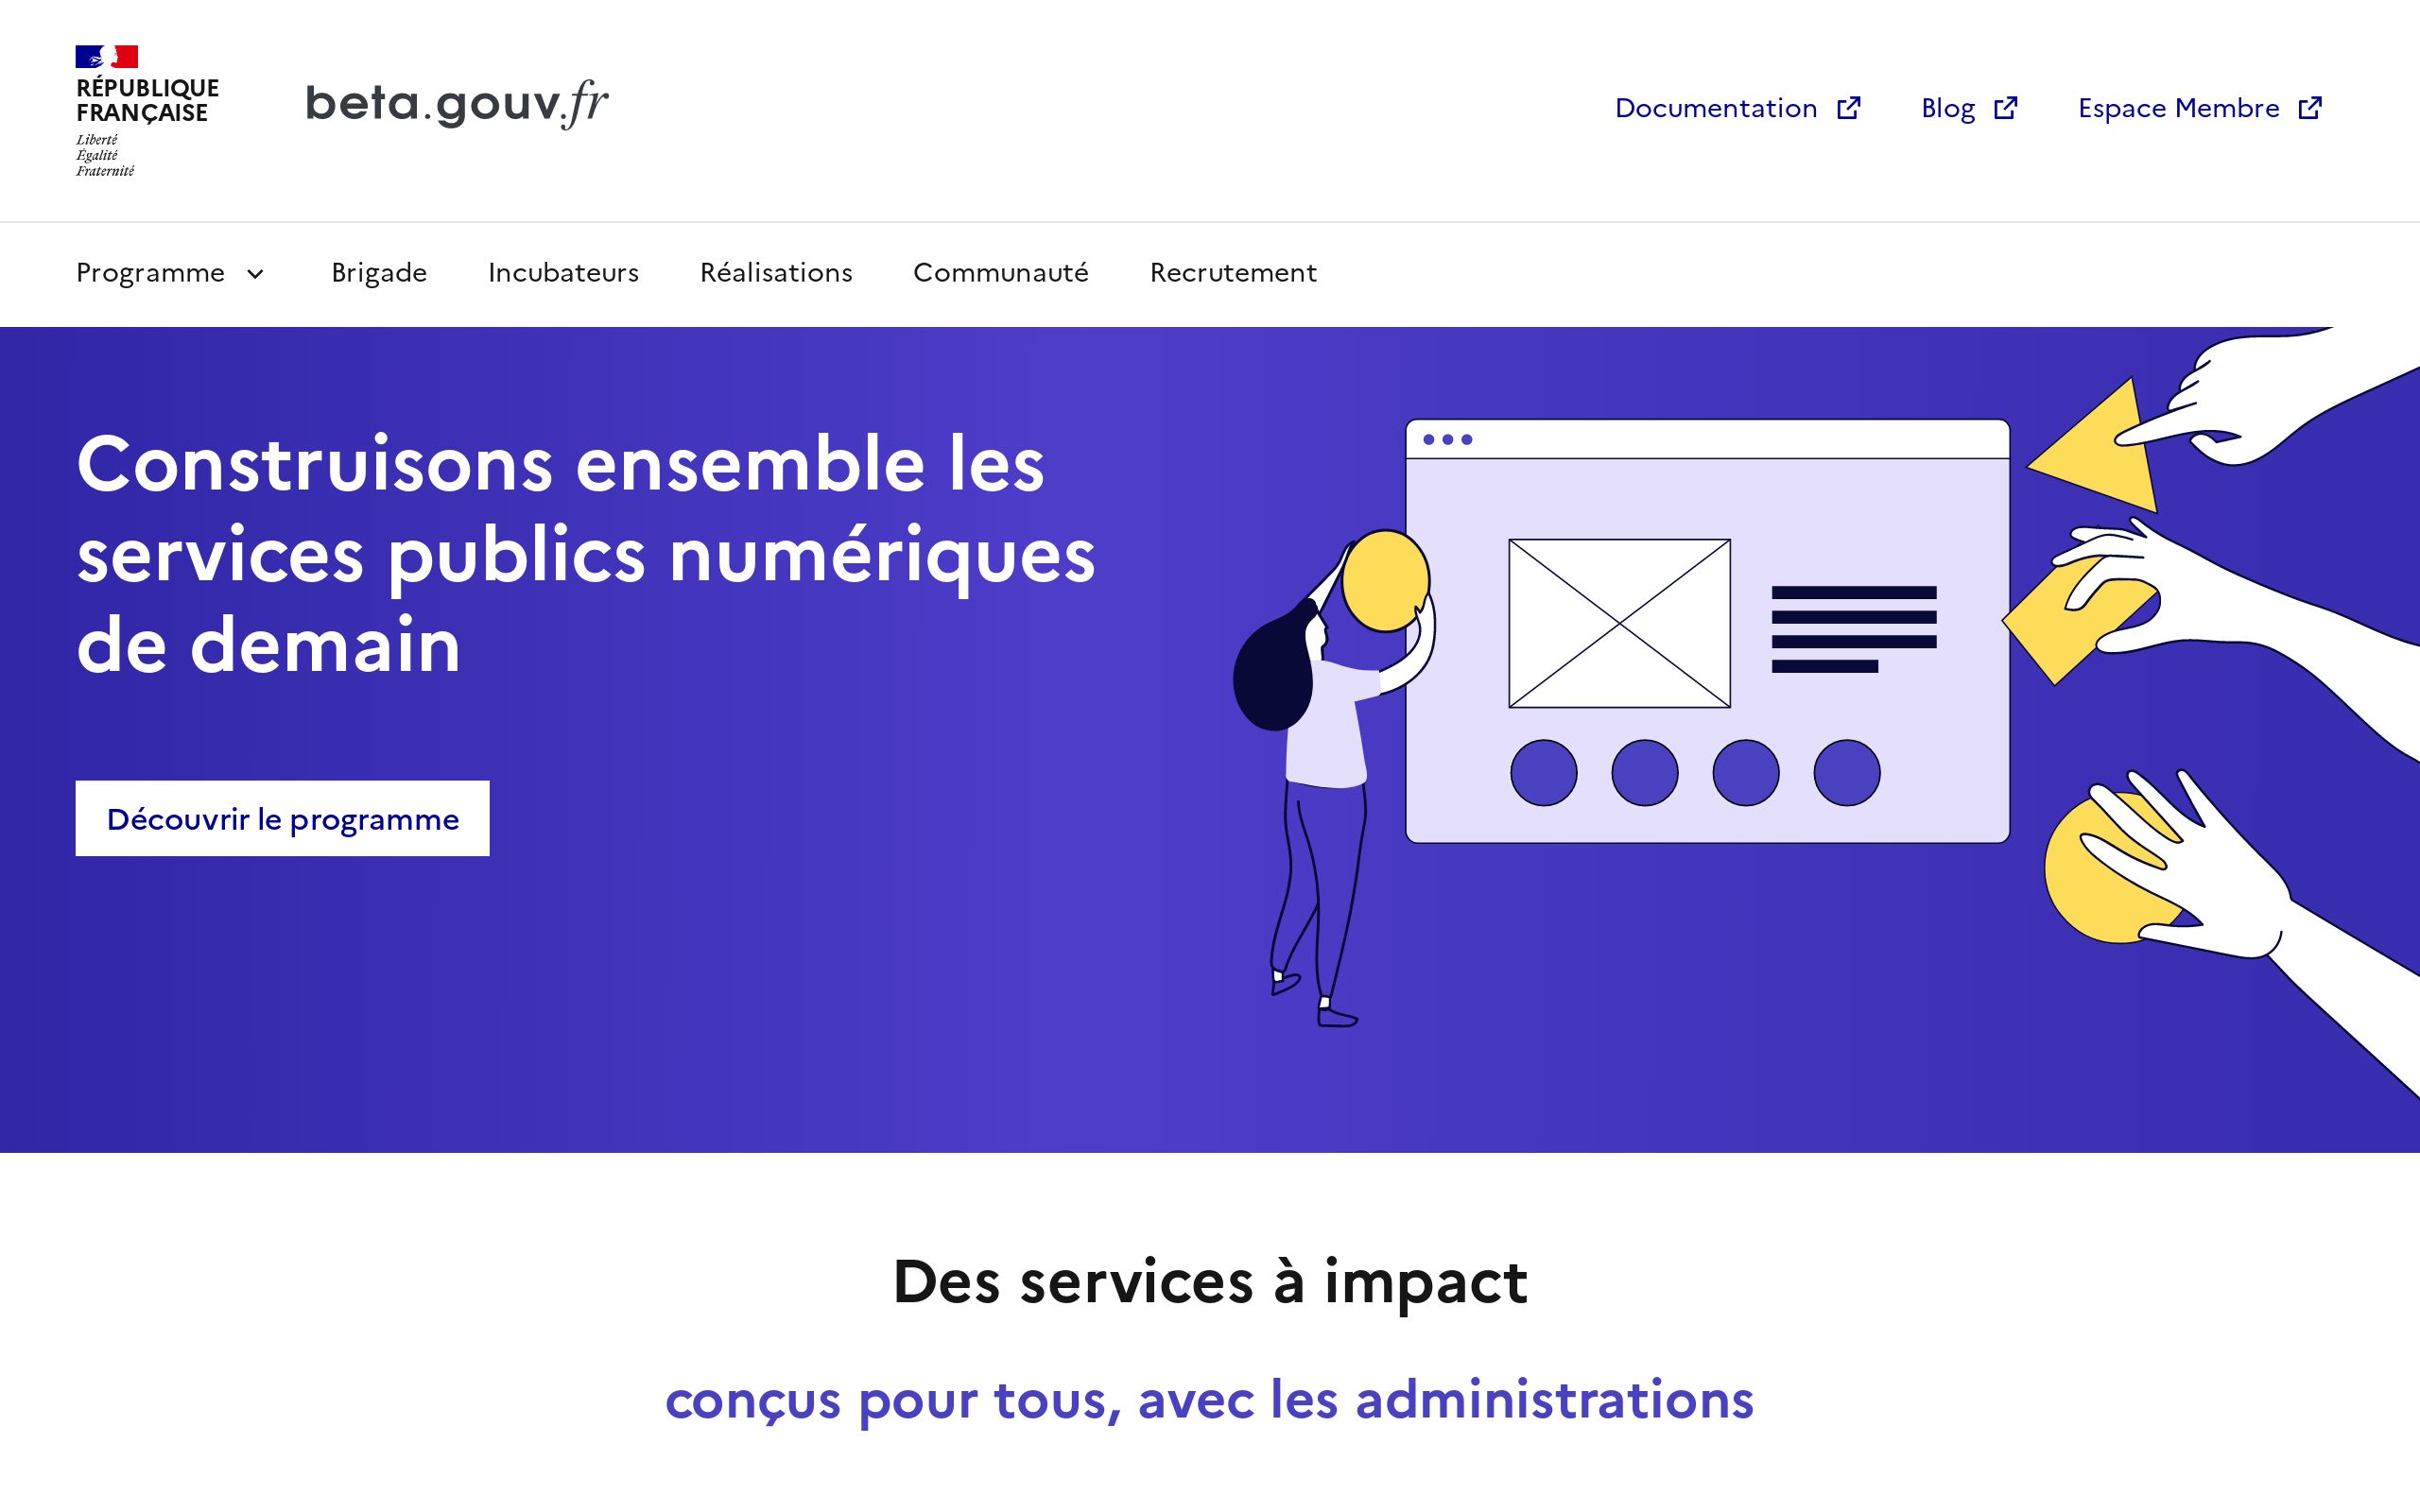 RÉPUBLIQUE
FRANÇAISE
Liberté
Égalité
Fraternité
beta.gouv.fr
Documentation
Blog
Espace Membre
Programme
Brigade
Incubateurs
Réalisations
Communauté
Recrutement
Construisons ensemble les
services publics numériques
de demain
Découvrir le programme
Des services à impact
conçus pour tous, avec les administrations